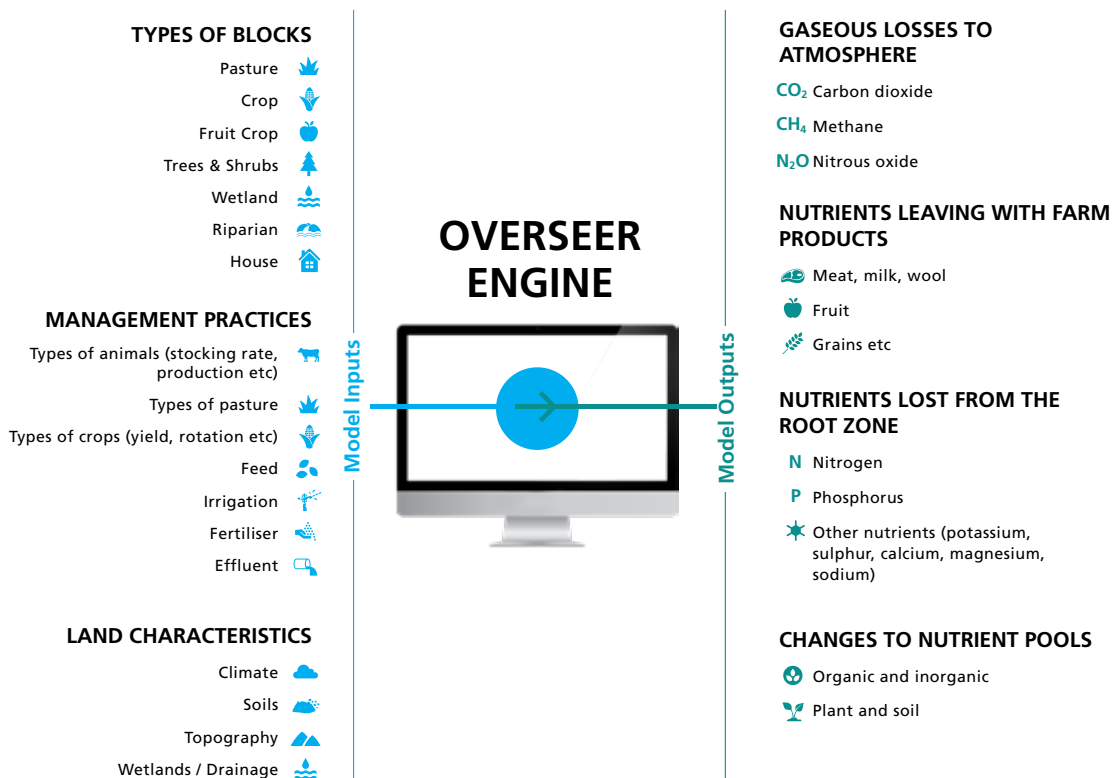 TYPES OF BLOCKS
Pasture
Crop
Fruit Crop
Trees & Shrubs
Wetland
Riparian
House
MANAGEMENT PRACTICES
Types of animals (stocking rate,
production etc)
Types of pasture
Types of crops (yield, rotation etc)
Feed
Irrigation
Fertiliser
Effluent
LAND CHARACTERISTICS
Climate
Soils
Topography
Wetlands / Drainage
Model Inputs
OVERSEER
ENGINE
Model Outputs
GASEOUS LOSSES TO
ATMOSPHERE
CO₂ Carbon dioxide
CH₄ Methane
N₂O Nitrous oxide
NUTRIENTS LEAVING WITH FARM
PRODUCTS
Meat, milk, wool
Fruit
Grains etc
NUTRIENTS LOST FROM THE
ROOT ZONE
N Nitrogen
P Phosphorus
Other nutrients (potassium,
sulphur, calcium, magnesium,
sodium)
CHANGES TO NUTRIENT POOLS
Organic and inorganic
Plant and soil